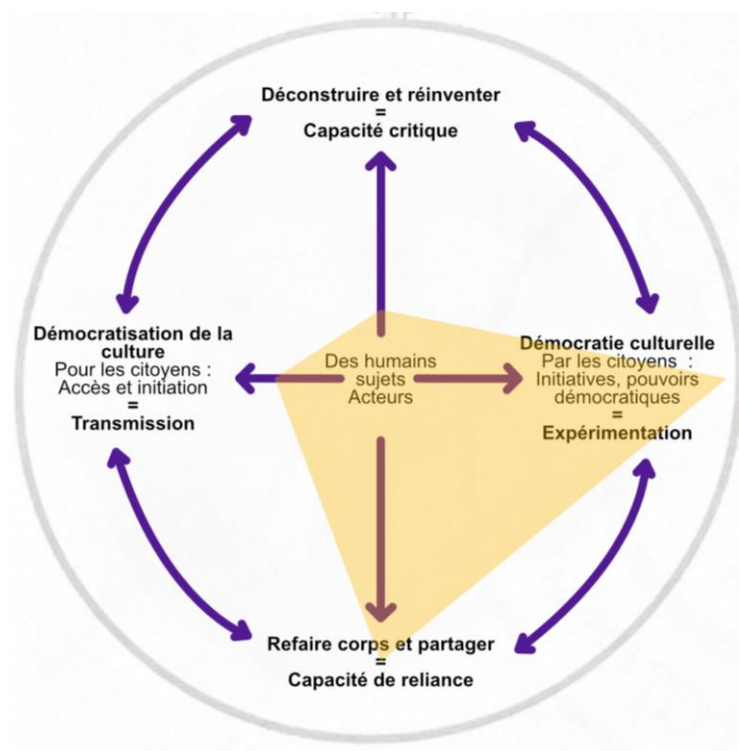 Déconstruire et réinventer
=
Capacité critique
Démocratisation de la
culture
Pour les citoyens :
Accès et initiation
=
Transmission
Des humains
sujets
Acteurs
Démocratie culturelle
Par les citoyens :
Initiatives, pouvoirs
démocratiques
=
Expérimentation
Refaire corps et partager
=
Capacité de reliance